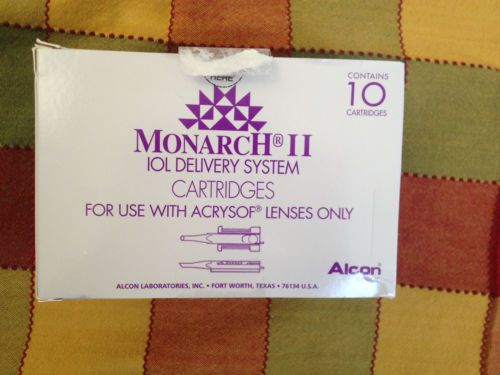 HERE
CONTAINS
10
CARTRIDGES
MONARCH® II
IOL DELIVERY SYSTEM
CARTRIDGES
FOR USE WITH ACRYSOF® LENSES ONLY
Alcon®
ALCON LABORATORIES, INC. • FORT WORTH, TEXAS • 76134 U.S.A.